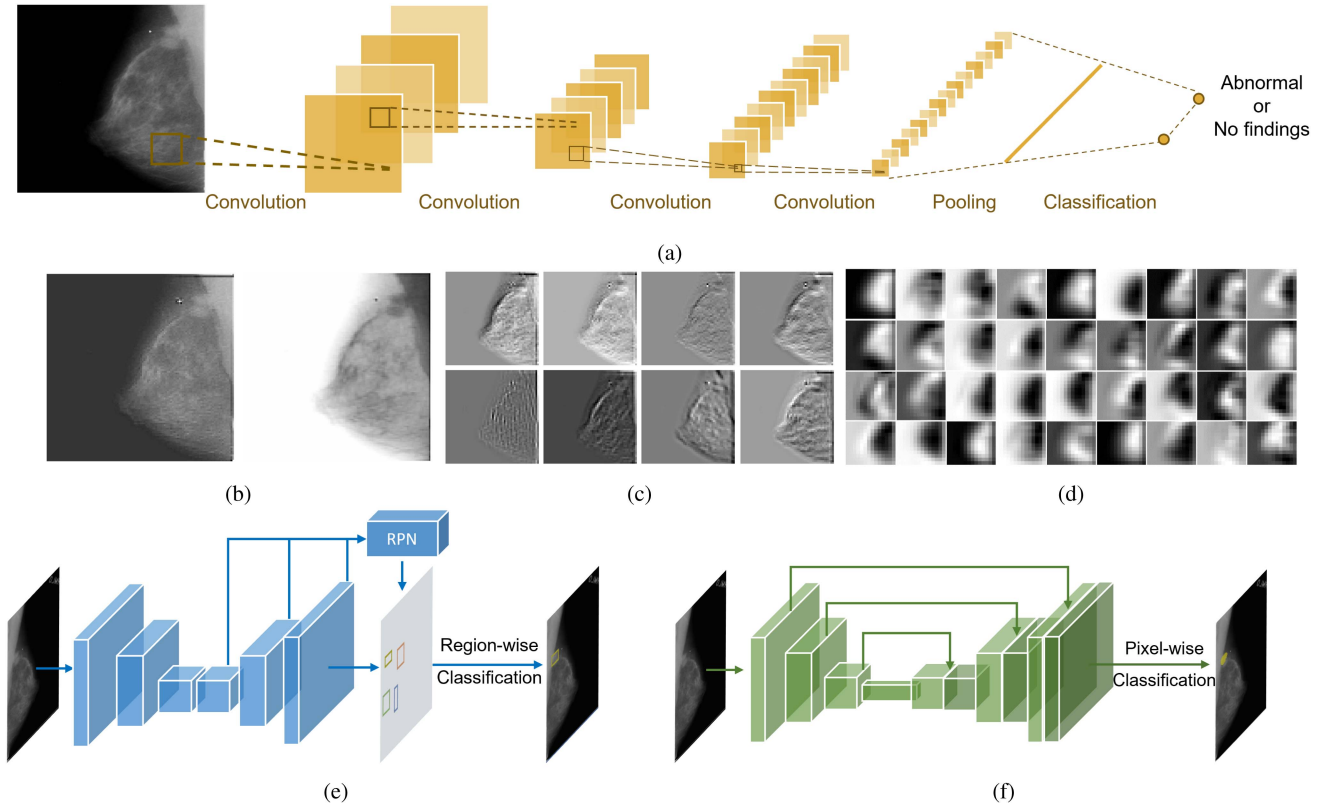 Abnormal
or
No findings
Convolution
Convolution
Convolution
Convolution
Pooling
Classification
(a)
(b)
(c)
(d)
RPN
Region-wise
Classification
Pixel-wise
Classification
(e)
(f)